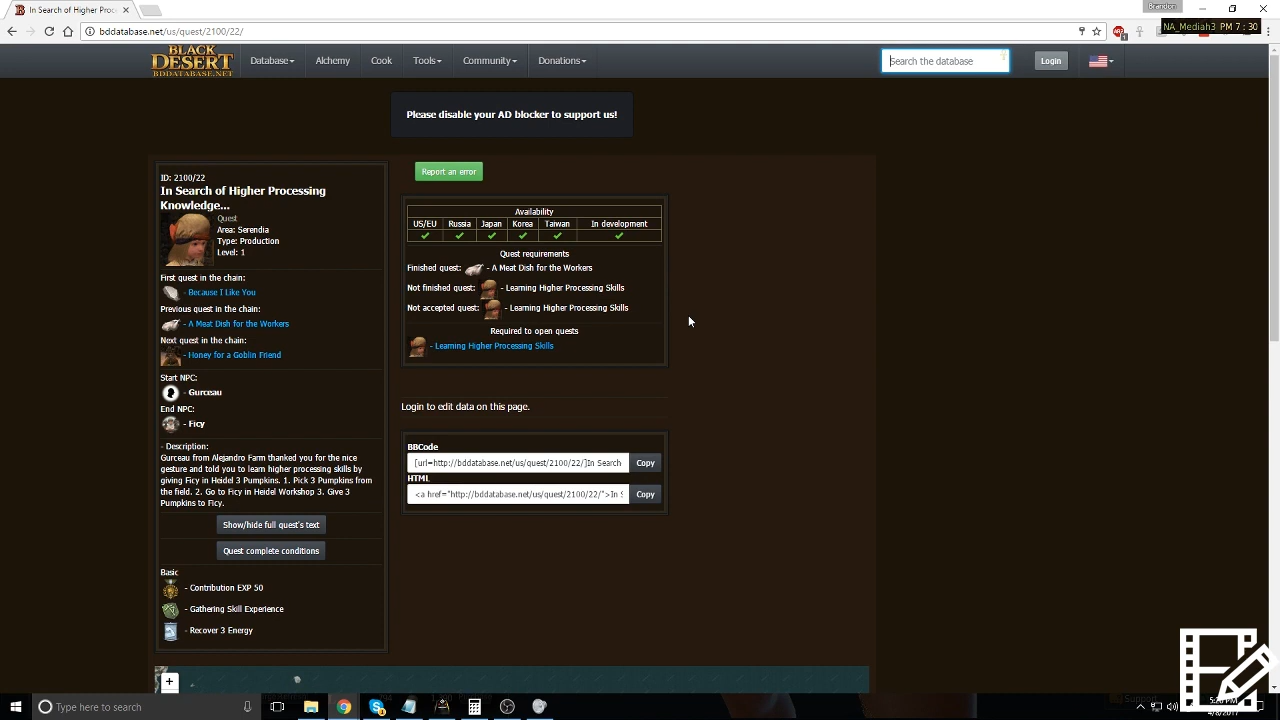 In Search of Higher Proc
Brandon
bddatabase.net/us/quest/2100/22/
NA_Mediah3 PM 7 : 30
BLACK
DESERT
BDDATABASE.NET
Database
Alchemy
Cook
Tools
Community
Donations
Search the database
Login
Please disable your AD blocker to support us!
ID: 2100/22
In Search of Higher Processing
Knowledge...
Quest
Area: Serendia
Type: Production
Level: 1
First quest in the chain:
- Because I Like You
Previous quest in the chain:
- A Meat Dish for the Workers
Next quest in the chain:
- Honey for a Goblin Friend
Start NPC:
- Gurceau
End NPC:
- Ficy
- Description:
Gurceau from Alejandro Farm thanked you for the nice
gesture and told you to learn higher processing skills by
giving Ficy in Heidel 3 Pumpkins. 1. Pick 3 Pumpkins from
the field. 2. Go to Ficy in Heidel Workshop 3. Give 3
Pumpkins to Ficy.
Show/hide full quest's text
Quest complete conditions
Basic
- Contribution EXP 50
- Gathering Skill Experience
- Recover 3 Energy
+
Report an error
Availability
US/EU Russia Japan Korea Taiwan In development
Quest requirements
Finished quest: - A Meat Dish for the Workers
Not finished quest: - Learning Higher Processing Skills
Not accepted quest: - Learning Higher Processing Skills
Required to open quests
- Learning Higher Processing Skills
Login to edit data on this page.
BBCode
[url=http://bddatabase.net/us/quest/2100/22/]In Search
Copy
HTML
<a href="http://bddatabase.net/us/quest/2100/22/">In S
Copy
Type here to search
4/8/2017